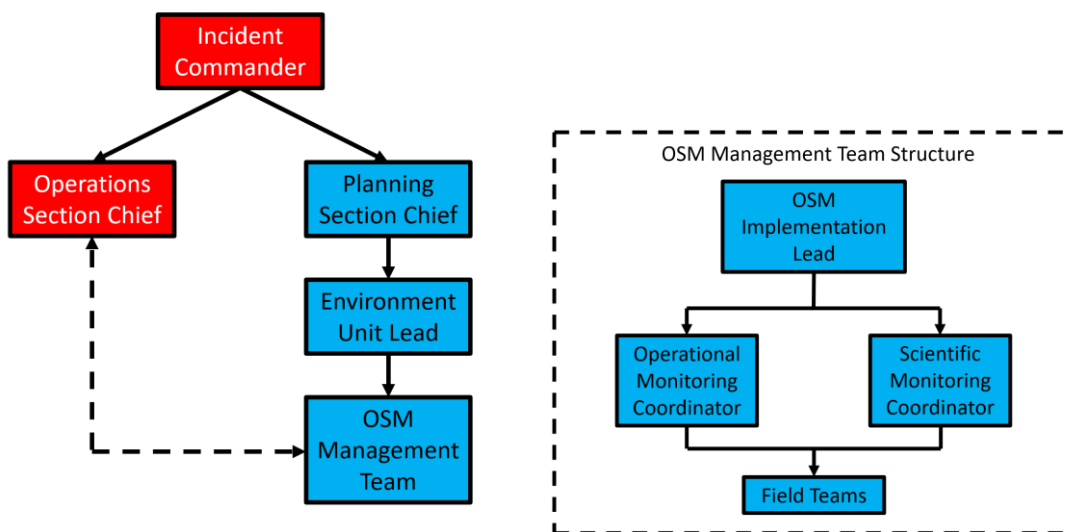 Incident
Commander
Operations
Section Chief
Planning
Section Chief
Environment
Unit Lead
OSM
Management
Team
OSM Management Team Structure
OSM
Implementation
Lead
Operational
Monitoring
Coordinator
Scientific
Monitoring
Coordinator
Field Teams